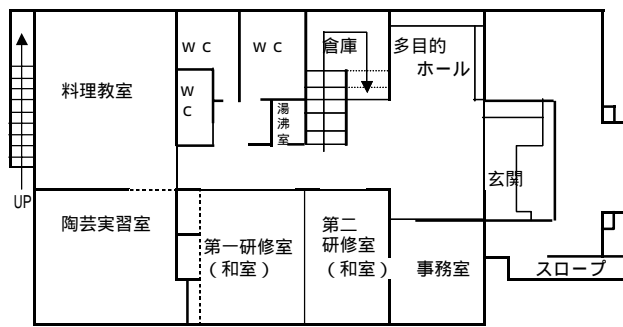 ｗｃ
ｗｃ
倉庫
多目的
ホール
料理教室
ｗ
ｃ
湯
沸
室
玄関
UP
陶芸実習室
第一研修室
（和室）
第二
研修室
（和室）
事務室
スロープ